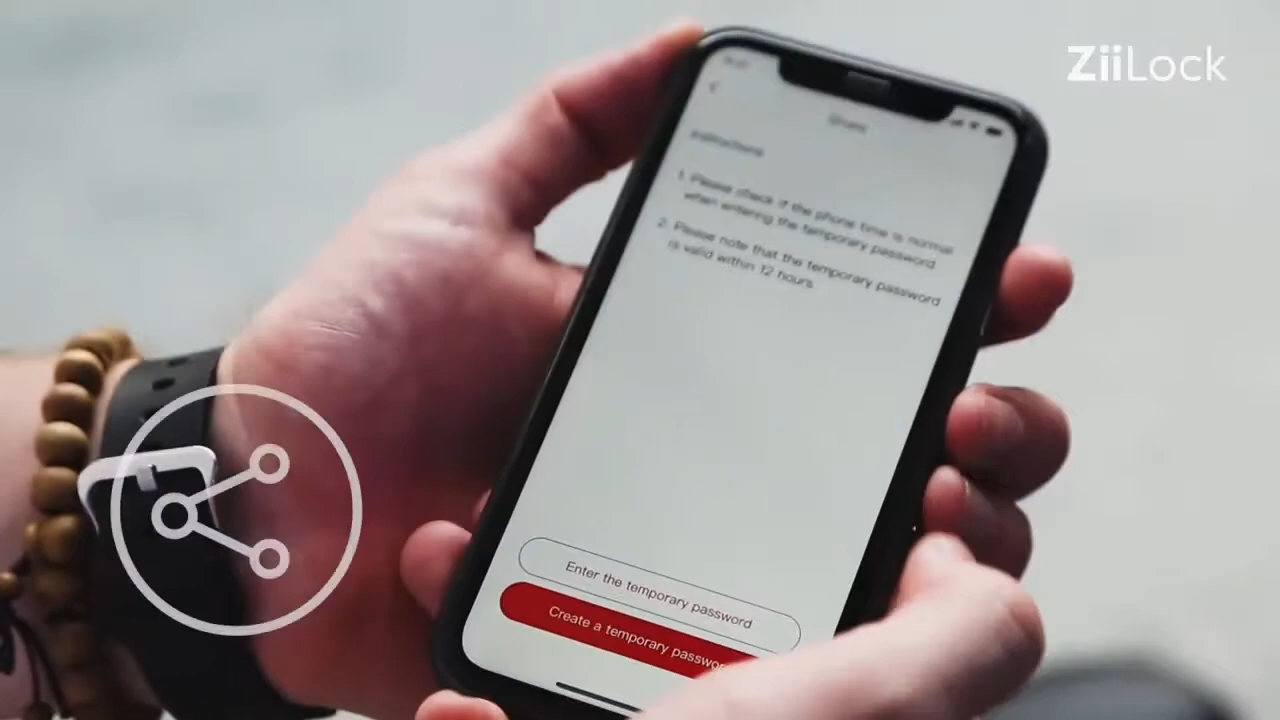 ZiiLock
Share
Instructions
1. Please check if the phone time is normal
when entering the temporary password.
2. Please note that the temporary password
is valid within 12 hours.
Enter the temporary password
Create a temporary passwor